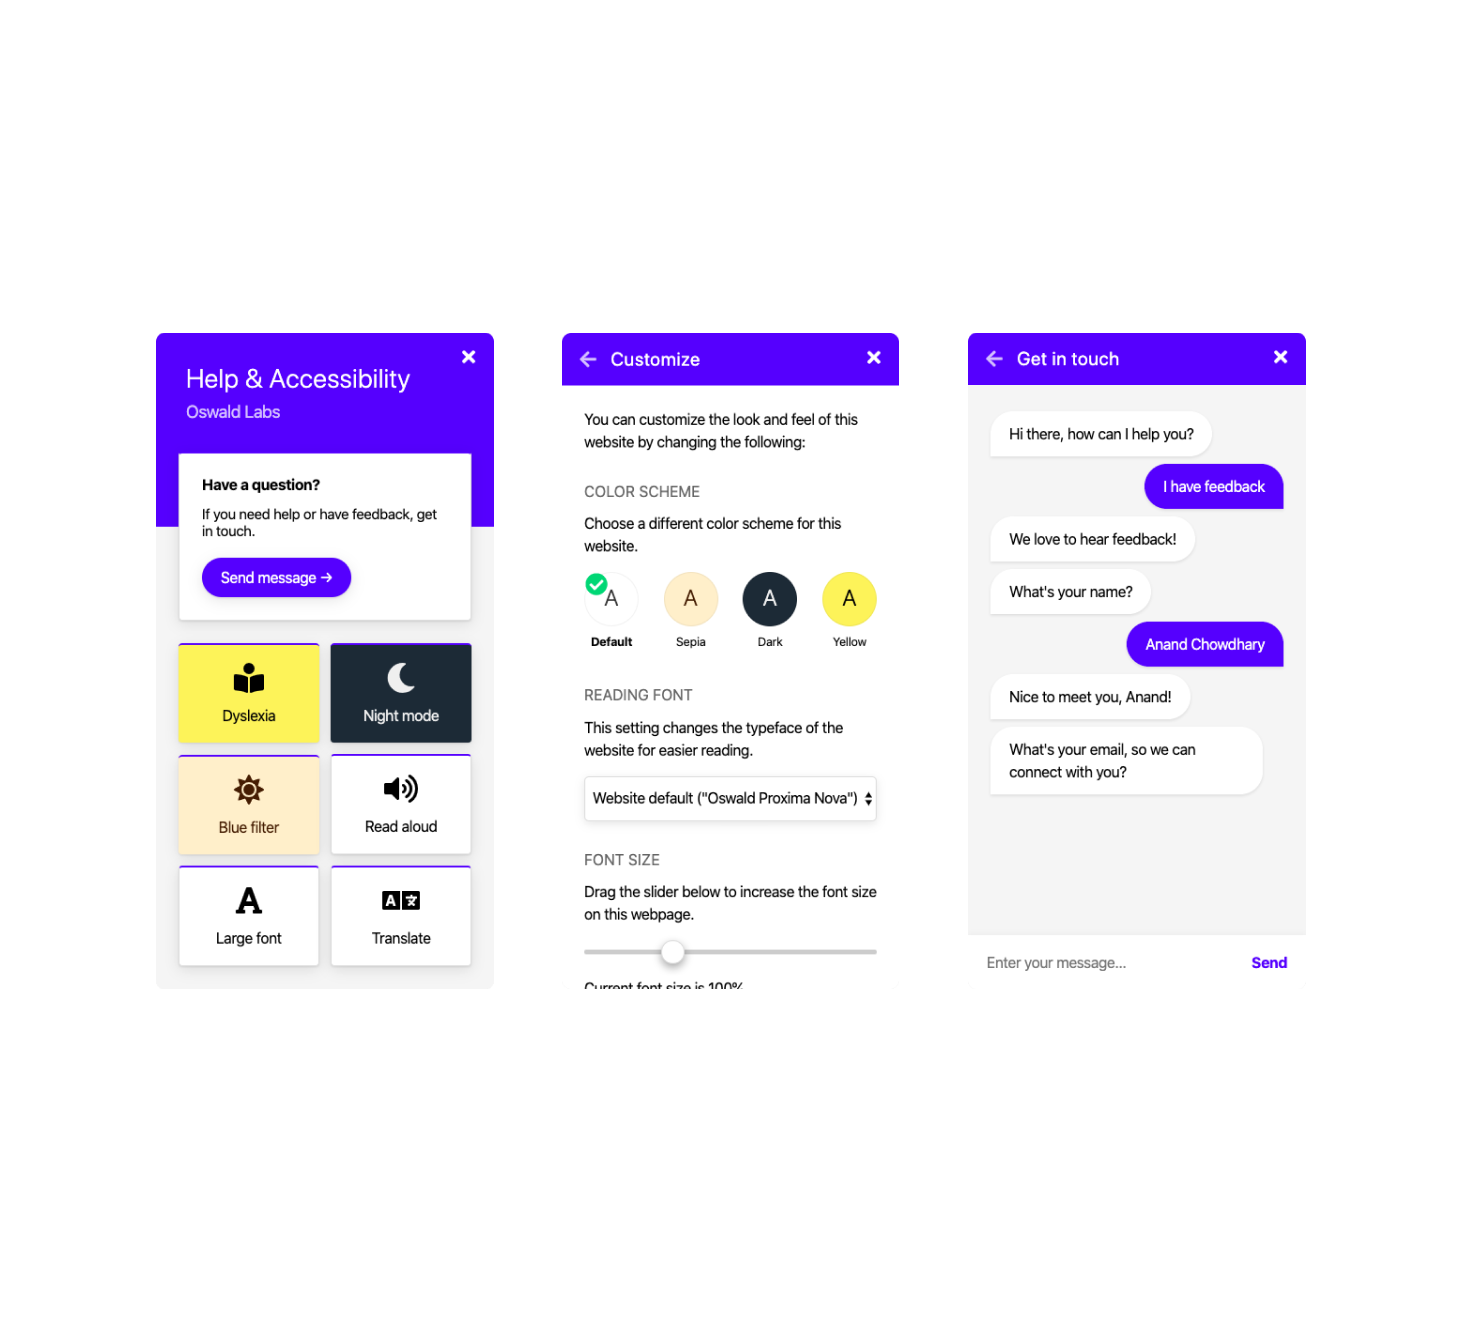 Help & Accessibility
Oswald Labs
Have a question?
If you need help or have feedback, get
in touch.
Send message →
Dyslexia
Night mode
Blue filter
Read aloud
A
Large font
A 文
Translate
Customize
You can customize the look and feel of this
website by changing the following:
COLOR SCHEME
Choose a different color scheme for this
website.
A A A A
Default Sepia Dark Yellow
READING FONT
This setting changes the typeface of the
website for easier reading.
Website default ("Oswald Proxima Nova")
FONT SIZE
Drag the slider below to increase the font size
on this webpage.
Current font size is 100%
Get in touch
Hi there, how can I help you?
I have feedback
We love to hear feedback!
What's your name?
Anand Chowdhary
Nice to meet you, Anand!
What's your email, so we can
connect with you?
Enter your message...
Send